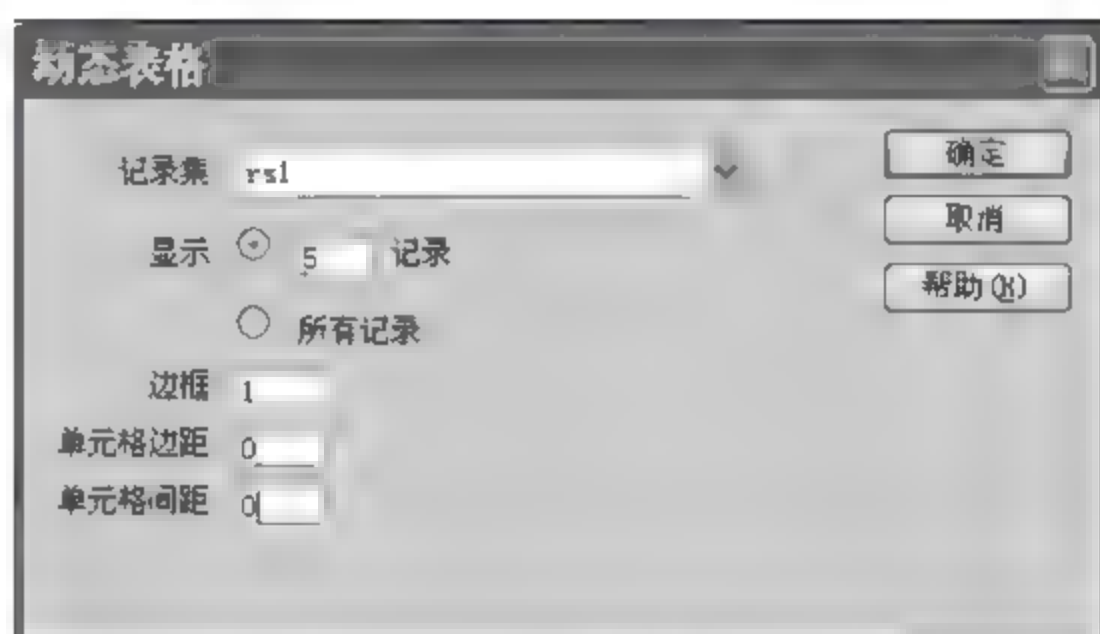 动态表格
记录集 rs1
确定
取消
帮助(H)
显示 5 记录
所有记录
边框 1
单元格边距 0
单元格间距 0